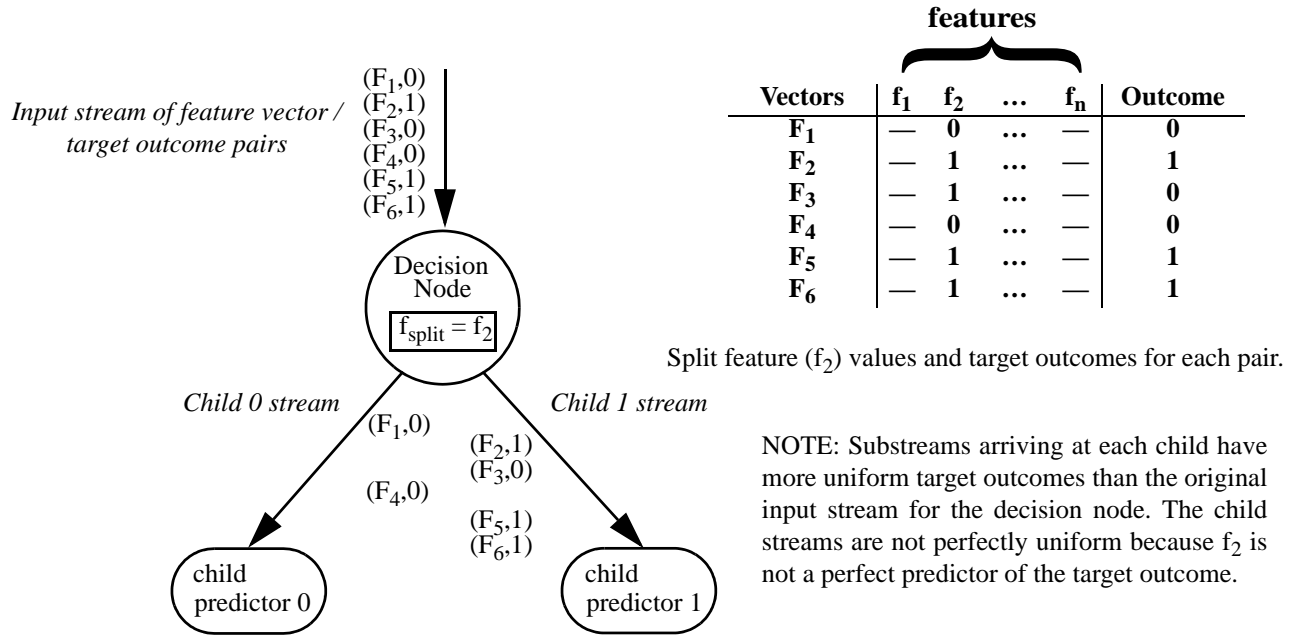 Input stream of feature vector /
target outcome pairs
(F1,0)
(F2,1)
(F3,0)
(F4,0)
(F5,1)
(F6,1)
Decision
Node
fsplit = f2
Child 0 stream
Child 1 stream
(F1,0)
(F4,0)
(F2,1)
(F3,0)
(F5,1)
(F6,1)
child
predictor 0
child
predictor 1
features
Vectors f1 f2 ... fn Outcome
F1 — 0 ... — 0
F2 — 1 ... — 1
F3 — 1 ... — 0
F4 — 0 ... — 0
F5 — 1 ... — 1
F6 — 1 ... — 1
Split feature (f2) values and target outcomes for each pair.
NOTE: Substreams arriving at each child have
more uniform target outcomes than the original
input stream for the decision node. The child
streams are not perfectly uniform because f2 is
not a perfect predictor of the target outcome.